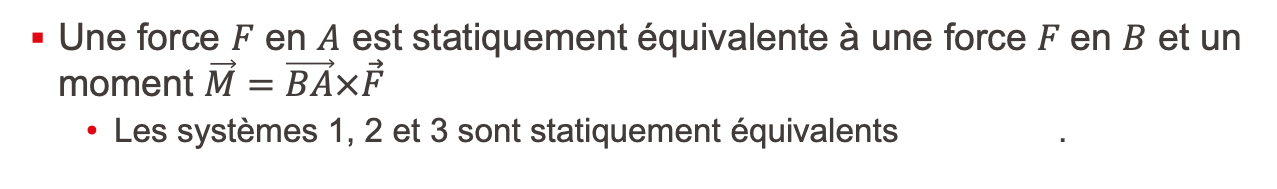 ▪ Une force F en A est statiquement équivalente à une force F en B et un
moment M⃗ = B͞A⃗×F⃗
• Les systèmes 1, 2 et 3 sont statiquement équivalents .